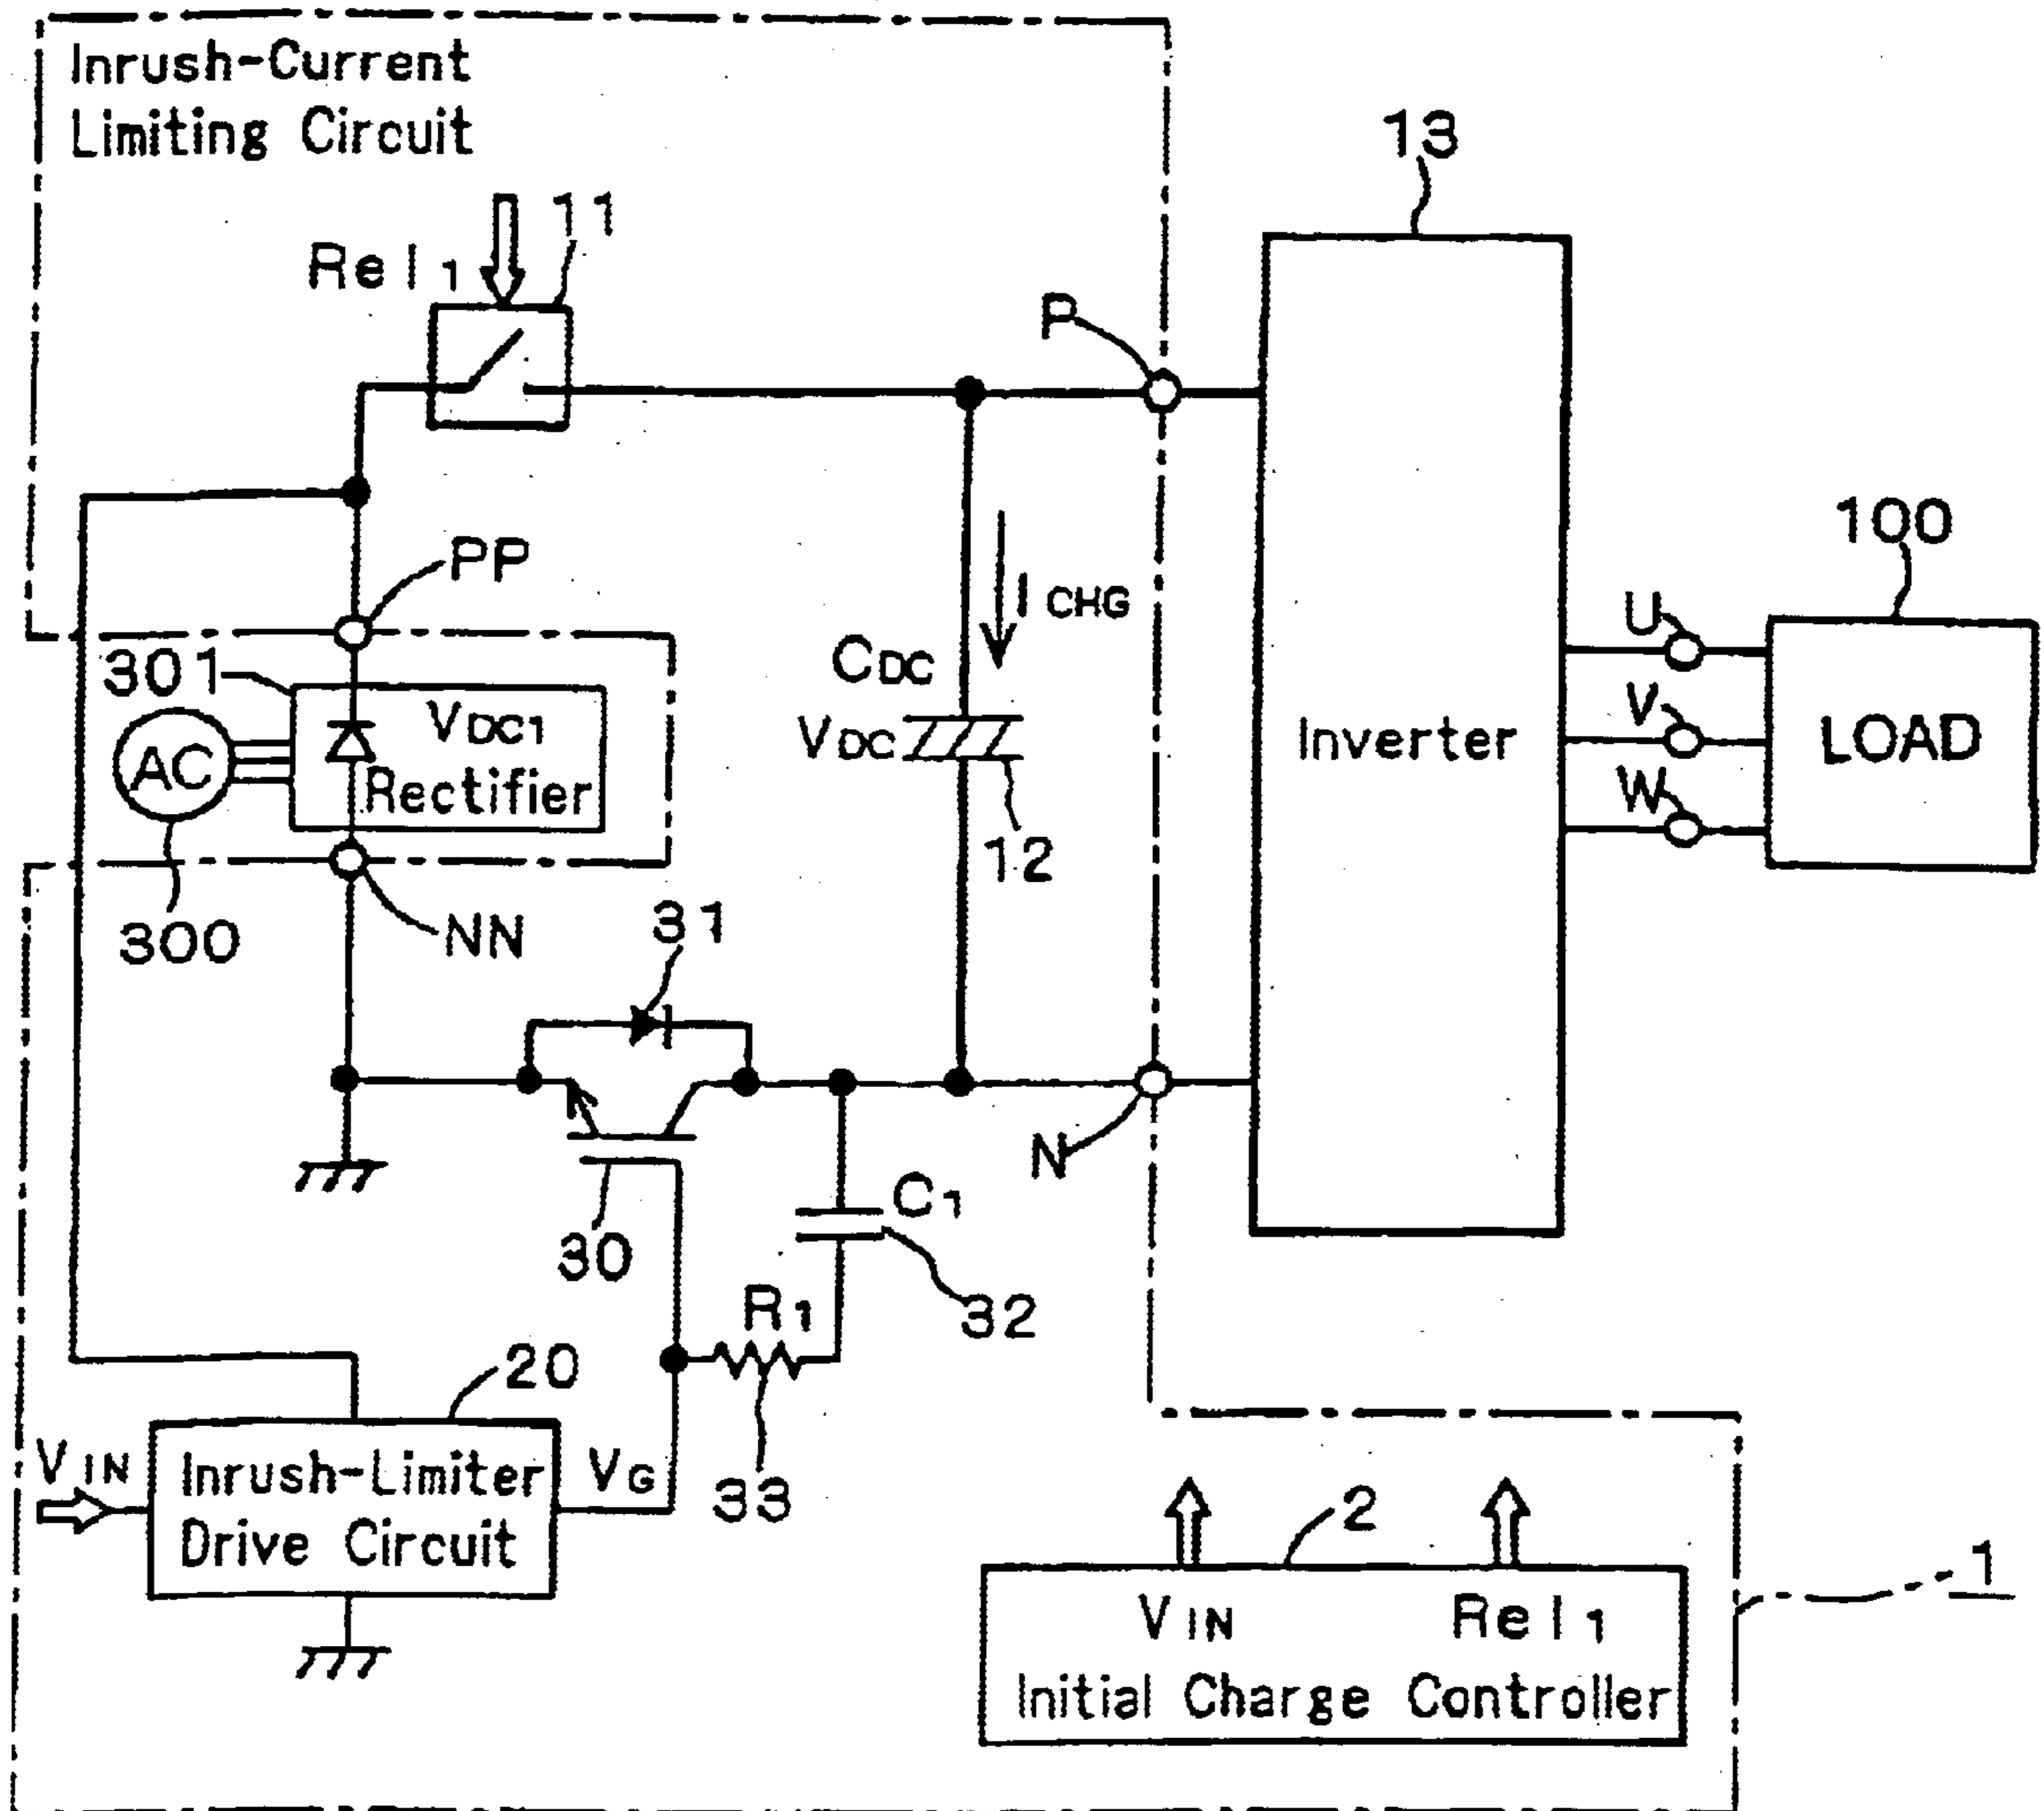 Inrush-Current
Limiting Circuit
13
11
Rel1
P
100
PP
ICHG
U
301
CDC
V
VDC1
VDC
Inverter
LOAD
AC
Rectifier
W
12
300
NN
31
N
C1
30
R1
32
20
VIN
Inrush-Limiter
VG
33
Drive Circuit
2
1
VIN
Rel1
Initial Charge Controller